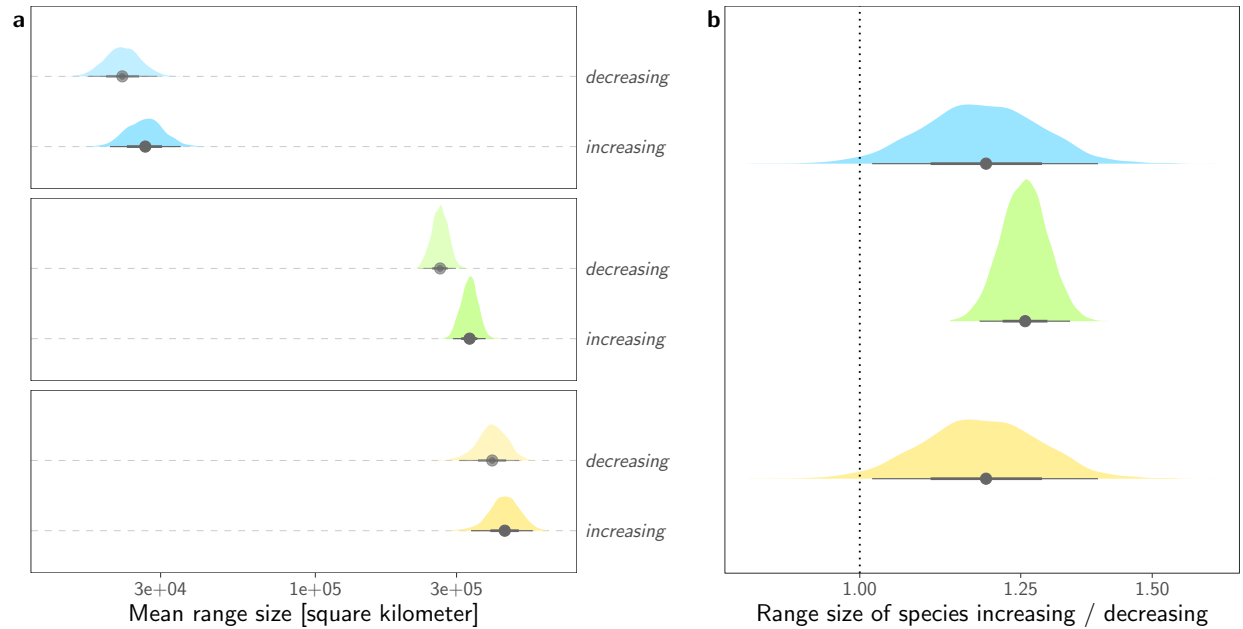 a
decreasing
increasing
decreasing
increasing
decreasing
increasing
3e+04 1e+05 3e+05
Mean range size [square kilometer]
b
1.00 1.25 1.50
Range size of species increasing / decreasing